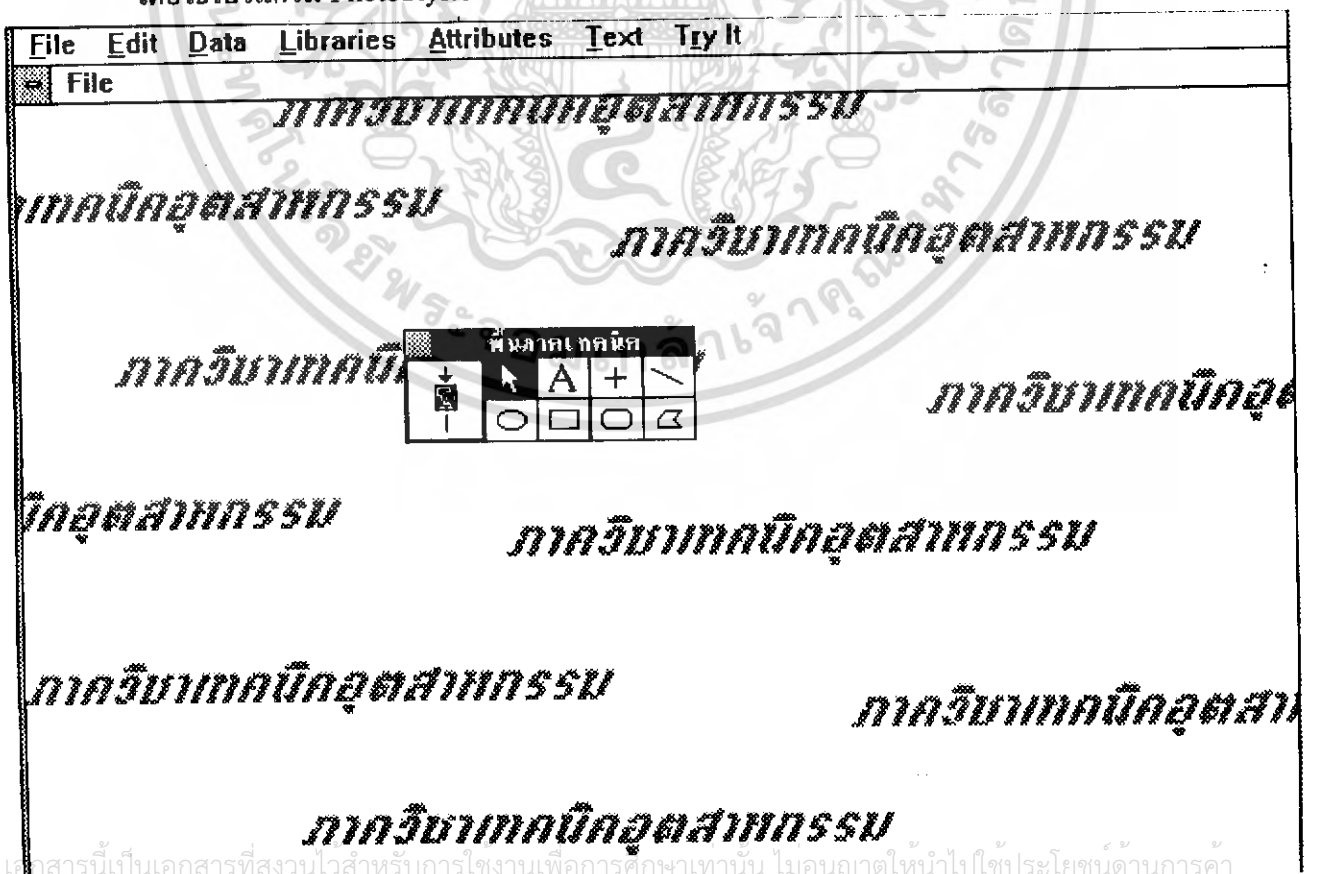 File Edit Data Libraries Attributes Text Try It
File
ภาควิชาเทคนิคอุตสาหกรรม
าเทคนิคอุตสาหกรรม
ภาควิชาเทคนิคอุตสาหกรรม
ภาควิชาเทคนิ
พื้นภาคเทคนิค
A
ภาควิชาเทคนิคอุต
นิคอุตสาหกรรม
ภาควิชาเทคนิคอุตสาหกรรม
ภาควิชาเทคนิคอุตสาหกรรม
ภาควิชาเทคนิคอุตสา
ภาควิชาเทคนิคอุตสาหกรรม
เอกสารนี้เป็นเอกสารที่สงวนไว้สำหรับการใช้งานเพื่อการศึกษาเท่านั้น ไม่อนุญาตให้นำไปใช้ประโยชน์ด้านการค้า